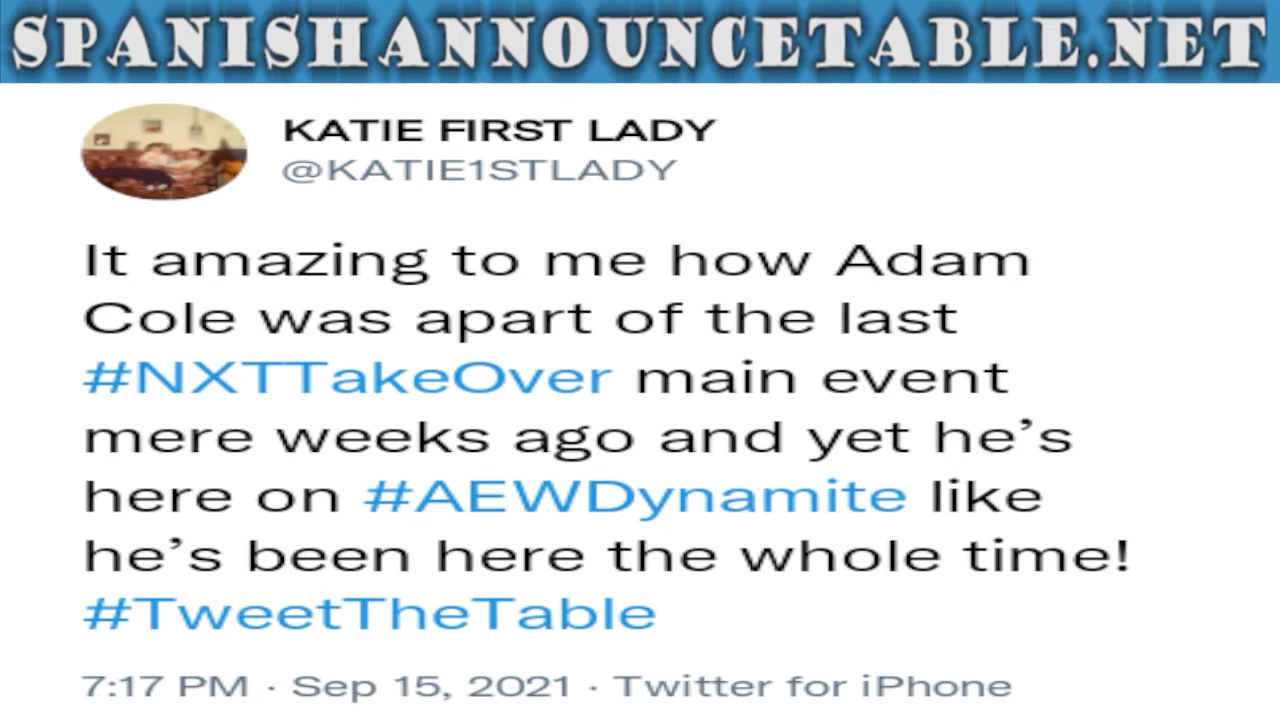 SPANISHANNOUNCETABLE.NET
KATIE FIRST LADY
@KATIE1STLADY
It amazing to me how Adam
Cole was apart of the last
#NXTTakeOver main event
mere weeks ago and yet he’s
here on #AEWDynamite like
he’s been here the whole time!
#TweetTheTable
7:17 PM · Sep 15, 2021 · Twitter for iPhone